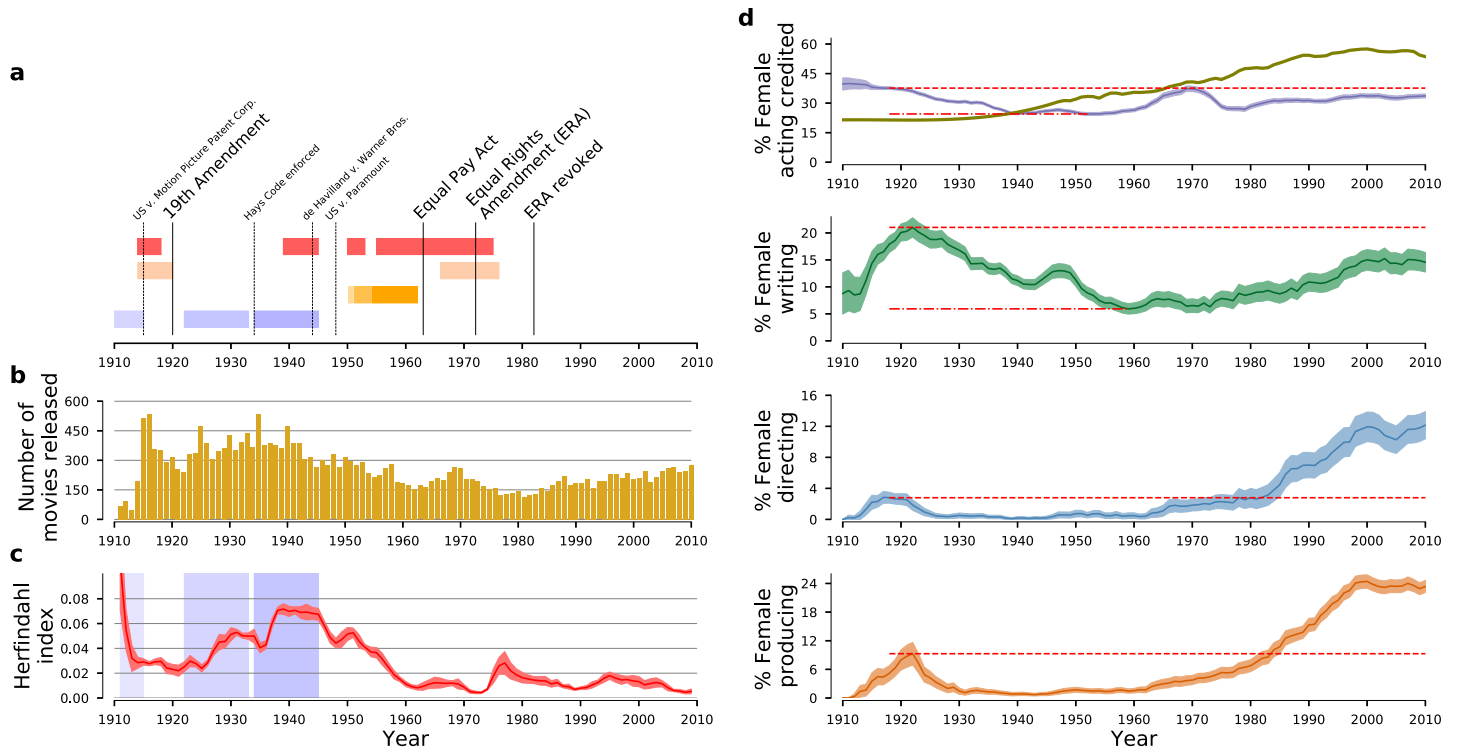 a
US v. Motion Picture Patent Corp.
19th Amendment
Hays Code enforced
de Havilland v. Warner Bros.
US v. Paramount
Equal Pay Act
Equal Rights
Amendment (ERA)
ERA revoked
1910 1920 1930 1940 1950 1960 1970 1980 1990 2000 2010
b
Number of
movies released
600
450
300
150
0
1910 1920 1930 1940 1950 1960 1970 1980 1990 2000 2010
c
Herfindahl
index
0.08
0.06
0.04
0.02
0.00
1910 1920 1930 1940 1950 1960 1970 1980 1990 2000 2010
Year
d
% Female
acting credited
60
45
30
15
0
1910 1920 1930 1940 1950 1960 1970 1980 1990 2000 2010
% Female
writing
20
15
10
5
0
1910 1920 1930 1940 1950 1960 1970 1980 1990 2000 2010
% Female
directing
16
12
8
4
0
1910 1920 1930 1940 1950 1960 1970 1980 1990 2000 2010
% Female
producing
24
18
12
6
0
1910 1920 1930 1940 1950 1960 1970 1980 1990 2000 2010
Year